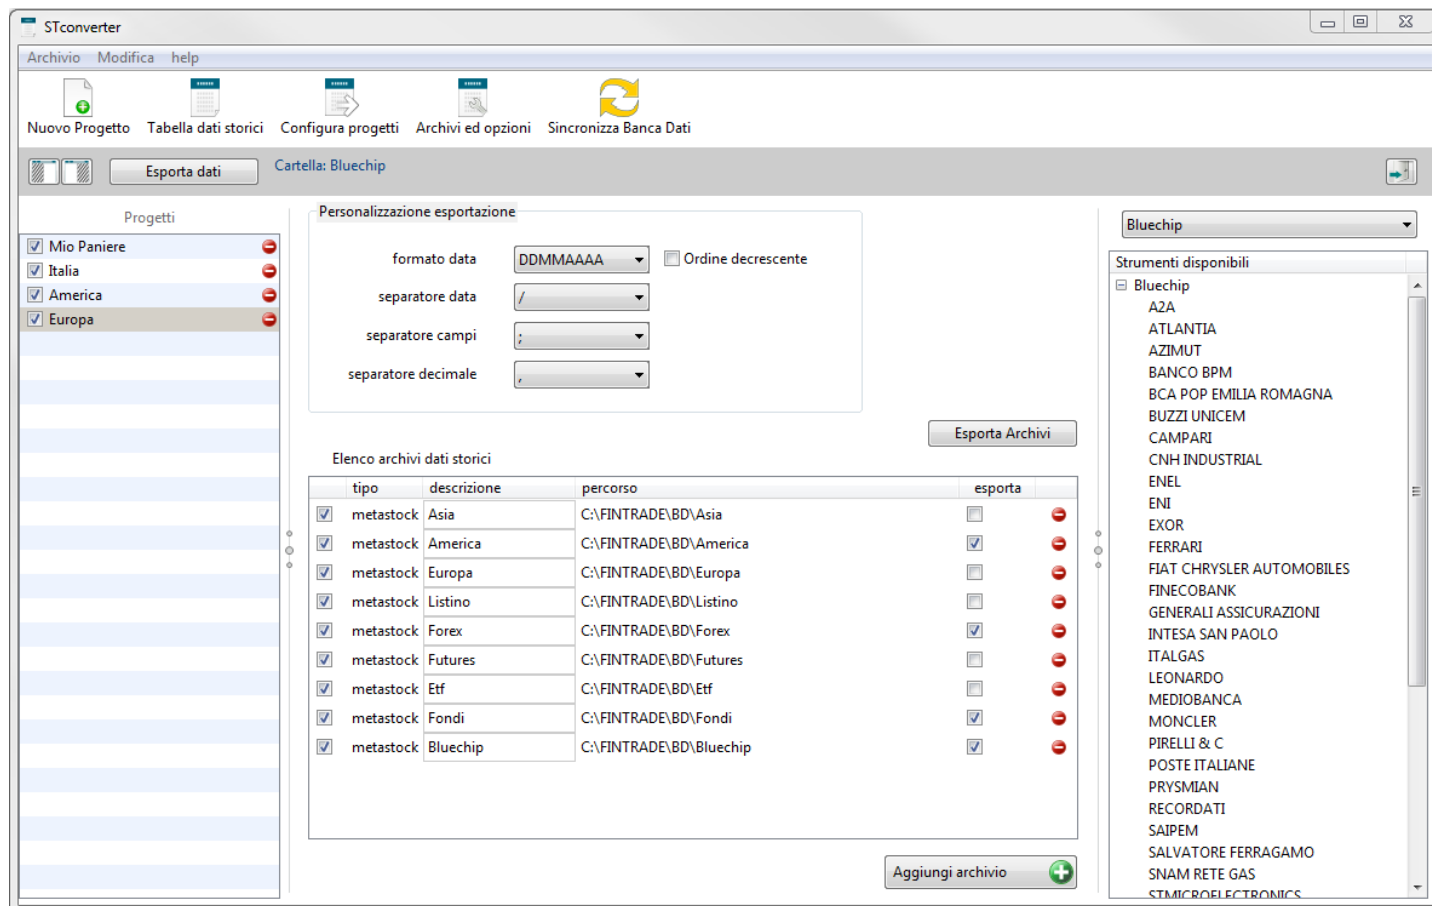 STconverter
Archivio Modifica help
Nuovo Progetto Tabella dati storici Configura progetti Archivi ed opzioni Sincronizza Banca Dati
Esporta dati Cartella: Bluechip
Progetti
Mio Paniere
Italia
America
Europa
Personalizzazione esportazione
formato data DDMMAAAA Ordine decrescente
separatore data /
separatore campi ;
separatore decimale ,
Esporta Archivi
Elenco archivi dati storici
tipo descrizione percorso esporta
metastock Asia C:\FINTRADE\BD\Asia
metastock America C:\FINTRADE\BD\America
metastock Europa C:\FINTRADE\BD\Europa
metastock Listino C:\FINTRADE\BD\Listino
metastock Forex C:\FINTRADE\BD\Forex
metastock Futures C:\FINTRADE\BD\Futures
metastock Etf C:\FINTRADE\BD\Etf
metastock Fondi C:\FINTRADE\BD\Fondi
metastock Bluechip C:\FINTRADE\BD\Bluechip
Aggiungi archivio
Bluechip
Strumenti disponibili
Bluechip
A2A
ATLANTIA
AZIMUT
BANCO BPM
BCA POP EMILIA ROMAGNA
BUZZI UNICEM
CAMPARI
CNH INDUSTRIAL
ENEL
ENI
EXOR
FERRARI
FIAT CHRYSLER AUTOMOBILES
FINECOBANK
GENERALI ASSICURAZIONI
INTESA SAN PAOLO
ITALGAS
LEONARDO
MEDIOBANCA
MONCLER
PIRELLI & C
POSTE ITALIANE
PRYSMIAN
RECORDATI
SAIPEM
SALVATORE FERRAGAMO
SNAM RETE GAS
STMICROELECTRONICS